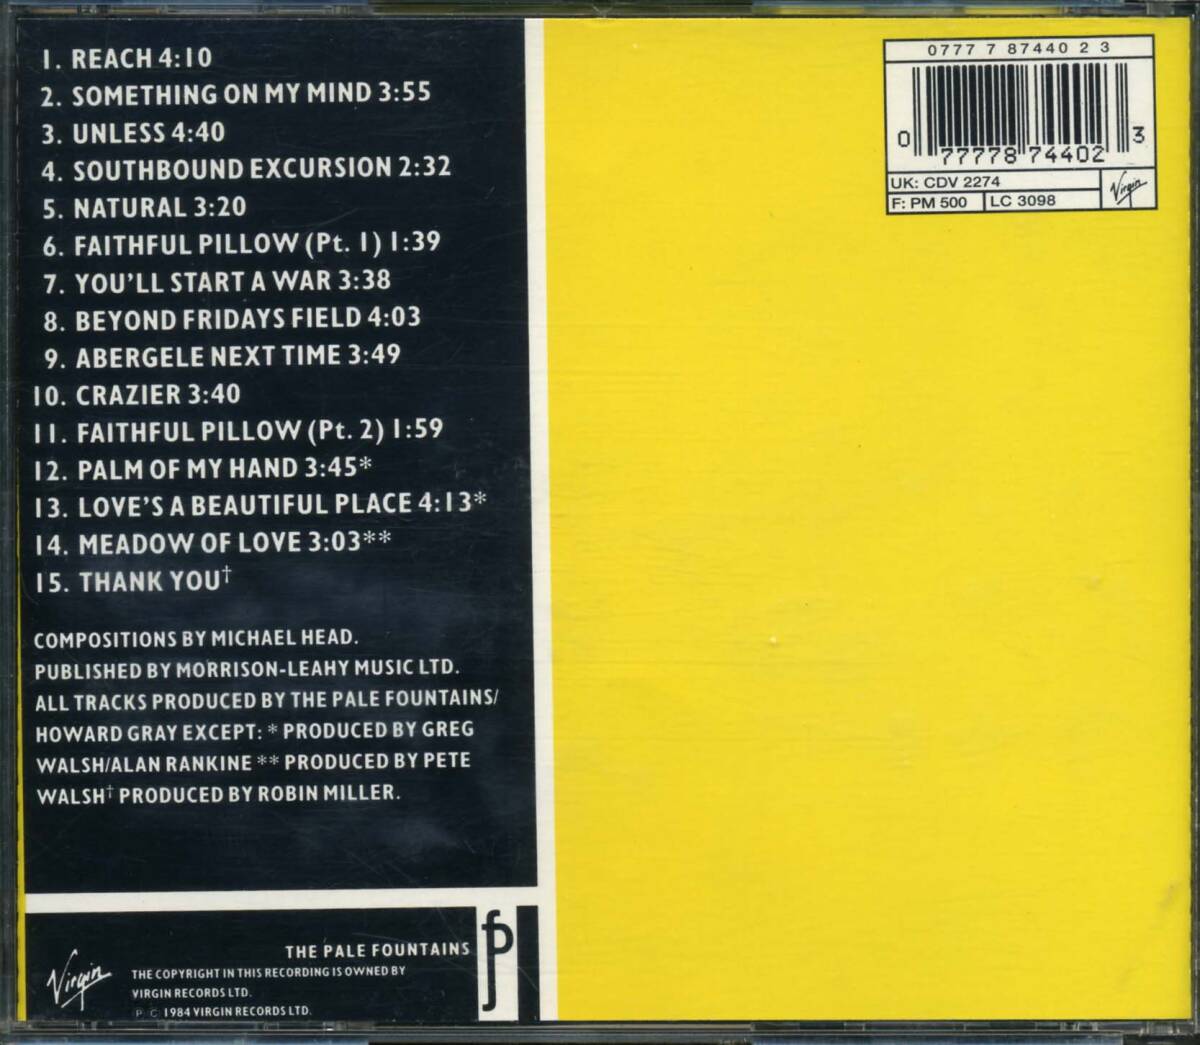 1. REACH 4:10
2. SOMETHING ON MY MIND 3:55
3. UNLESS 4:40
4. SOUTHBOUND EXCURSION 2:32
5. NATURAL 3:20
6. FAITHFUL PILLOW (Pt. 1) 1:39
7. YOU'LL START A WAR 3:38
8. BEYOND FRIDAYS FIELD 4:03
9. ABERGELE NEXT TIME 3:49
10. CRAZIER 3:40
11. FAITHFUL PILLOW (Pt. 2) 1:59
12. PALM OF MY HAND 3:45*
13. LOVE'S A BEAUTIFUL PLACE 4:13*
14. MEADOW OF LOVE 3:03**
15. THANK YOU†
COMPOSITIONS BY MICHAEL HEAD.
PUBLISHED BY MORRISON-LEAHY MUSIC LTD.
ALL TRACKS PRODUCED BY THE PALE FOUNTAINS/
HOWARD GRAY EXCEPT: * PRODUCED BY GREG
WALSH/ALAN RANKINE ** PRODUCED BY PETE
WALSH† PRODUCED BY ROBIN MILLER.
THE PALE FOUNTAINS
fp
Virgin
THE COPYRIGHT IN THIS RECORDING IS OWNED BY
VIRGIN RECORDS LTD.
P C 1984 VIRGIN RECORDS LTD.
0777 7 87440 2 3
0 77778 74402 3
UK: CDV 2274
F: PM 500 LC 3098
Virgin